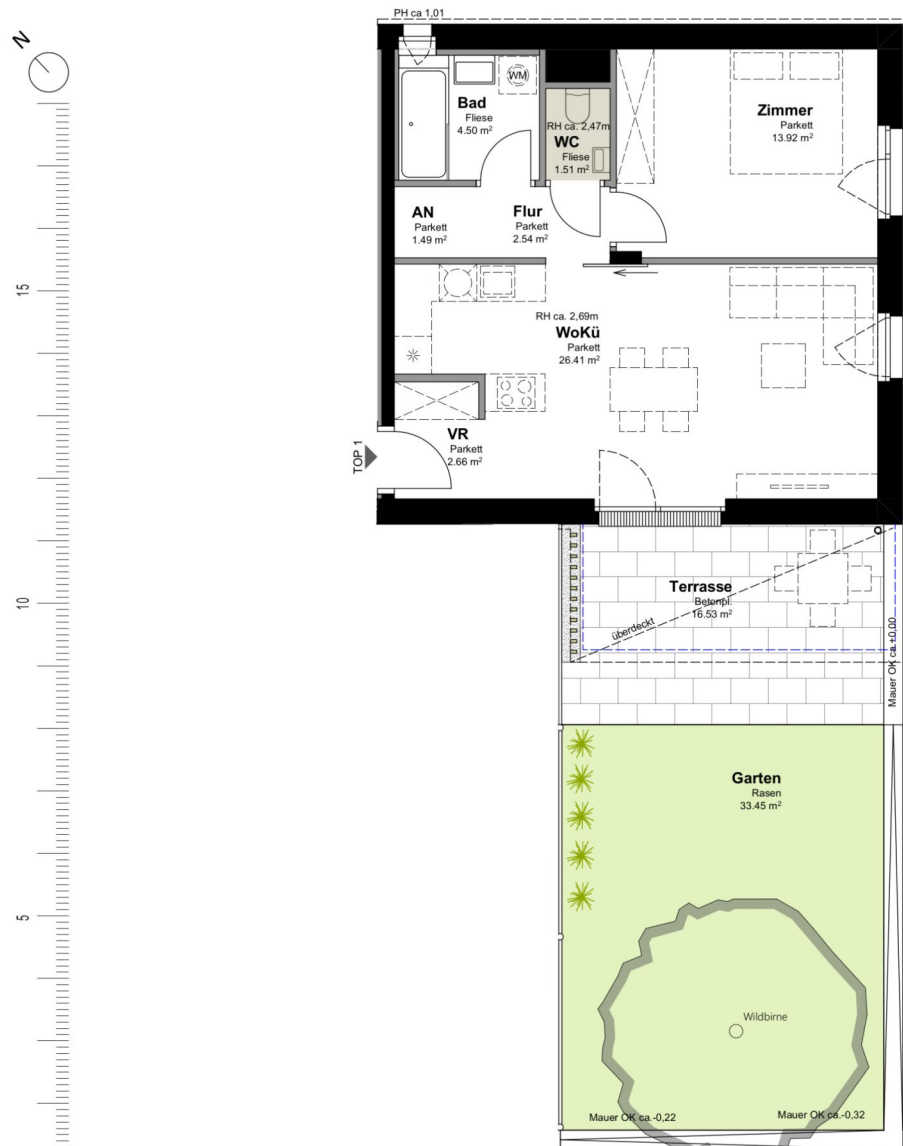 PH ca 1,01
N
WM
Bad
Fliese
4.50 m²
RH ca. 2,47m
WC
Fliese
1.51 m²
Zimmer
Parkett
13.92 m²
AN
Parkett
1.49 m²
Flur
Parkett
2.54 m²
15
RH ca. 2,69m
WoKü
Parkett
26.41 m²
VR
Parkett
2.66 m²
TOP 1
10
Terrasse
Betonpl.
16.53 m²
überdeckt
Mauer OK ca.±0,00
Garten
Rasen
33.45 m²
5
Wildbirne
Mauer OK ca.-0,22
Mauer OK ca.-0,32